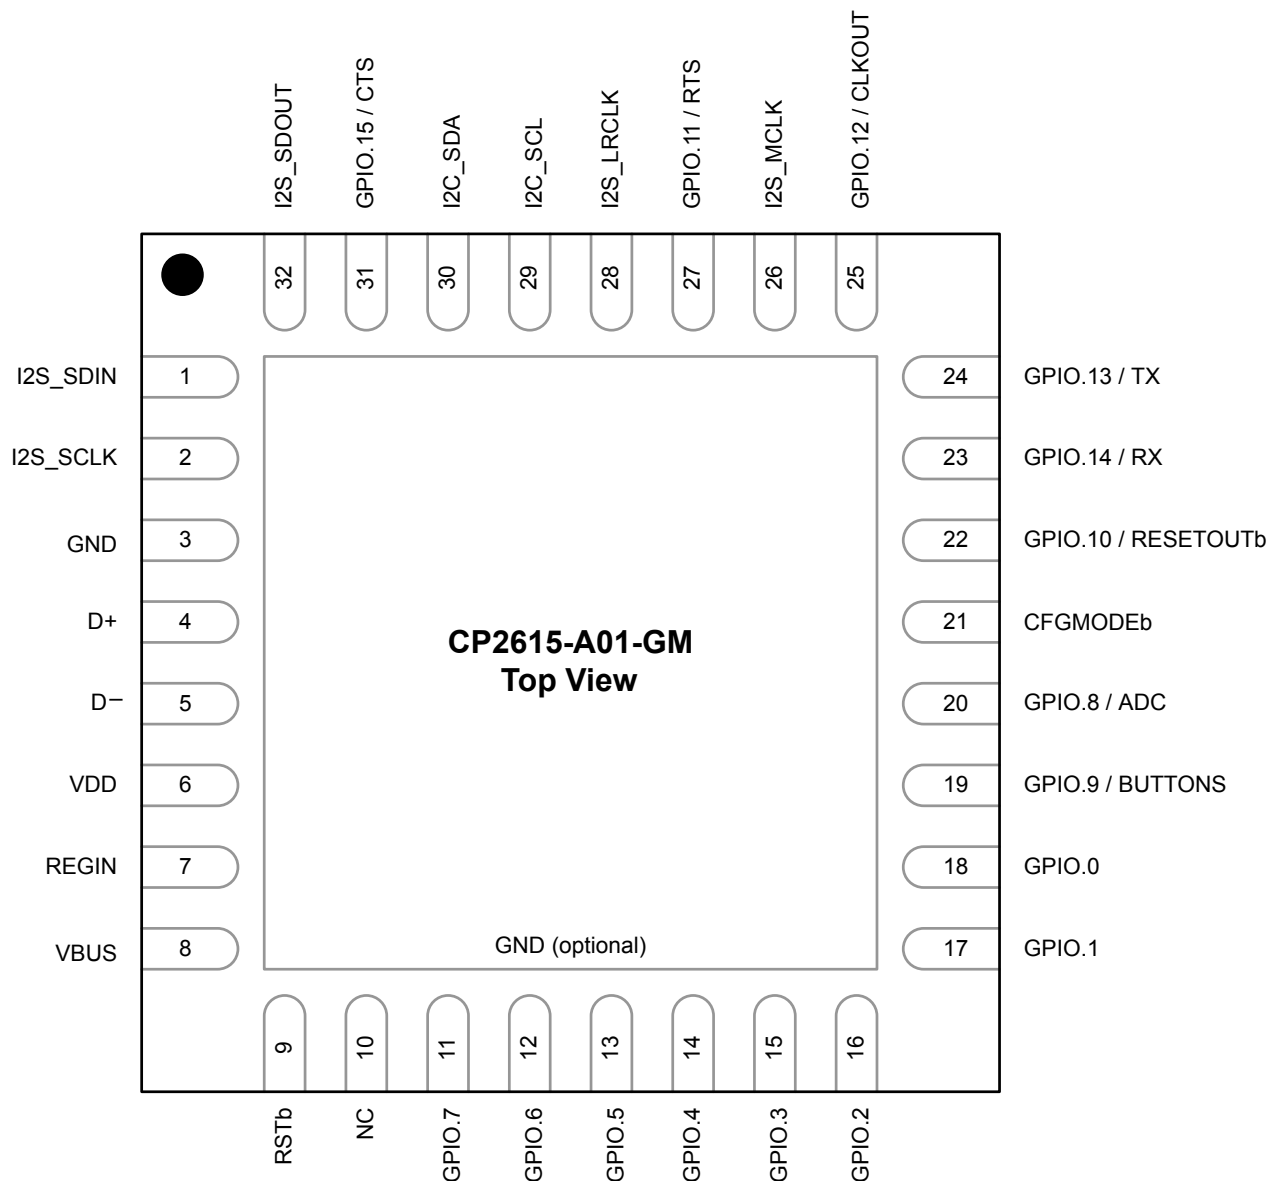 I2S_SDOUT
GPIO.15 / CTS
I2C_SDA
I2C_SCL
I2S_LRCLK
GPIO.11 / RTS
I2S_MCLK
GPIO.12 / CLKOUT
32
31
30
29
28
27
26
25
I2S_SDIN
1
24
GPIO.13 / TX
I2S_SCLK
2
23
GPIO.14 / RX
GND
3
22
GPIO.10 / RESETOUTb
D+
4
21
CFGMODEb
CP2615-A01-GM
Top View
D−
5
20
GPIO.8 / ADC
VDD
6
19
GPIO.9 / BUTTONS
REGIN
7
18
GPIO.0
VBUS
8
GND (optional)
17
GPIO.1
9
10
11
12
13
14
15
16
RSTb
NC
GPIO.7
GPIO.6
GPIO.5
GPIO.4
GPIO.3
GPIO.2